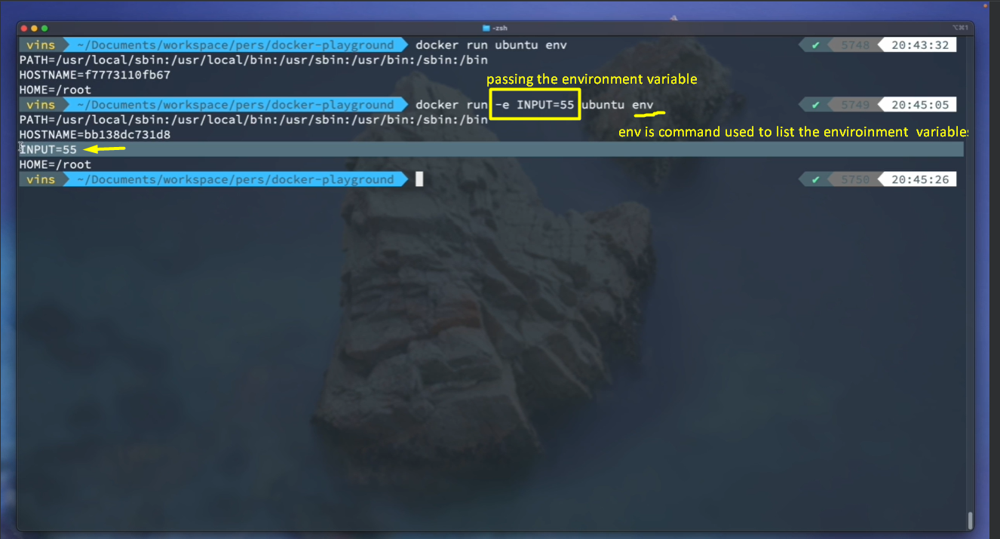 -zsh
⌥⌘1
vins ~/Documents/workspace/pers/docker-playground docker run ubuntu env ✔ 5748 20:43:32
PATH=/usr/local/sbin:/usr/local/bin:/usr/sbin:/usr/bin:/sbin:/bin
HOSTNAME=f7773110fb67
passing the environment variable
HOME=/root
vins ~/Documents/workspace/pers/docker-playground docker run -e INPUT=55 ubuntu env ✔ 5749 20:45:05
PATH=/usr/local/sbin:/usr/local/bin:/usr/sbin:/usr/bin:/sbin:/bin
HOSTNAME=bb138dc731d8
env is command used to list the enviroinment variables
INPUT=55
HOME=/root
vins ~/Documents/workspace/pers/docker-playground ✔ 5750 20:45:26